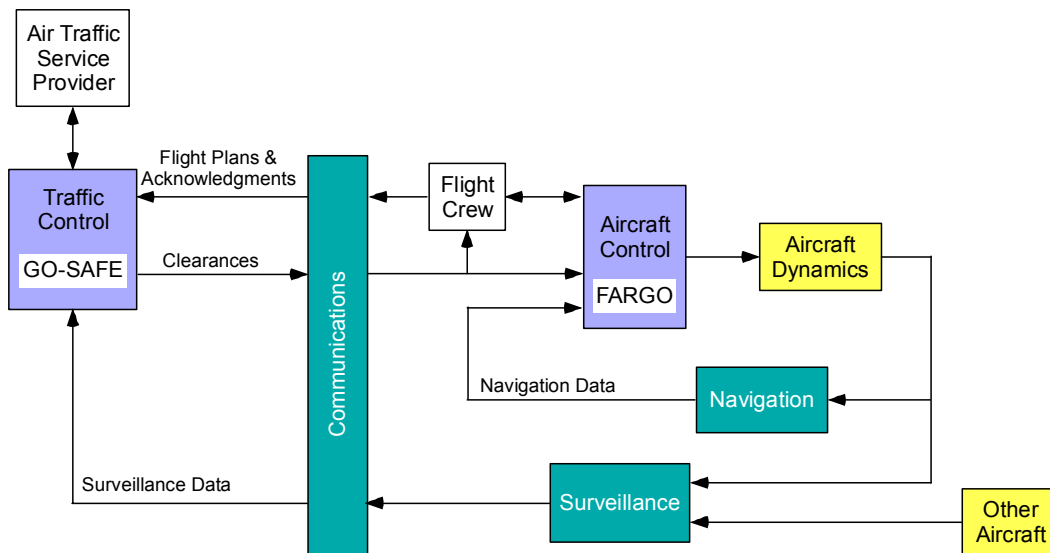 Air Traffic
Service
Provider
Flight Plans &
Acknowledgments
Traffic
Control
GO-SAFE
Clearances
Communications
Flight
Crew
Aircraft
Control
FARGO
Aircraft
Dynamics
Navigation Data
Navigation
Surveillance Data
Surveillance
Other
Aircraft